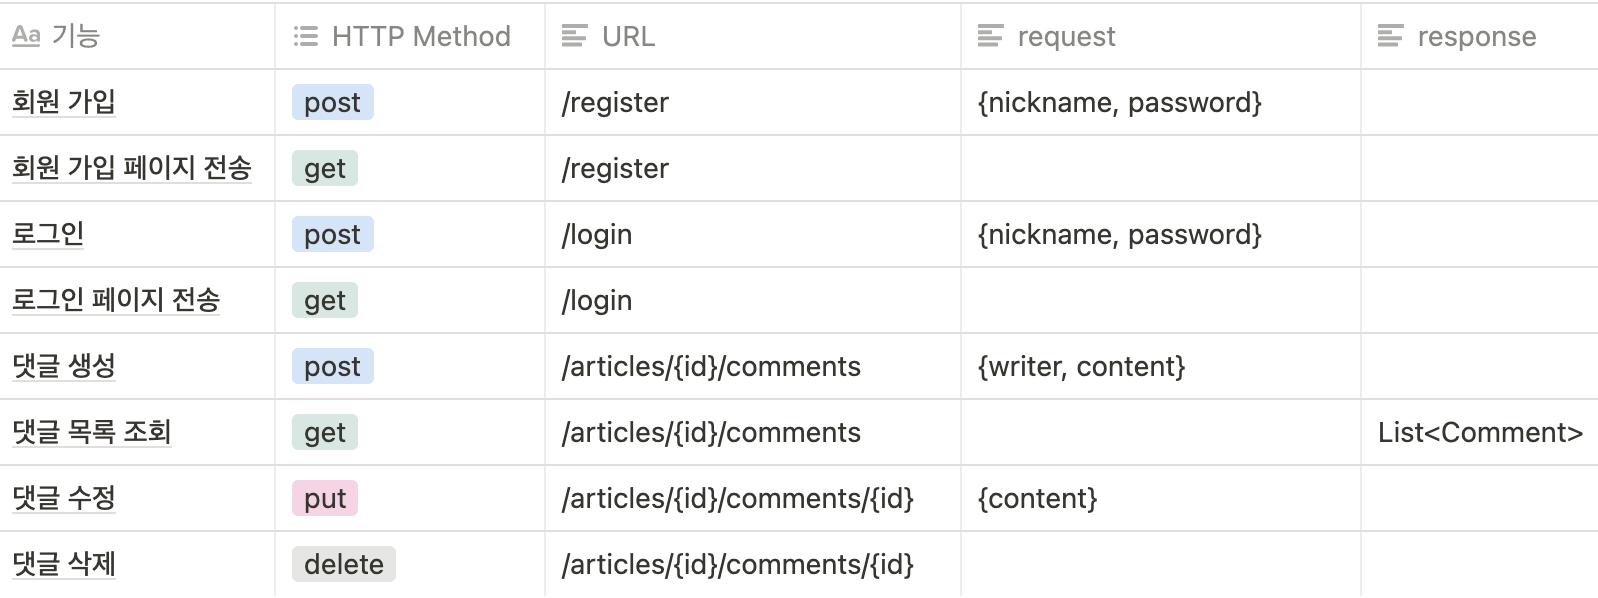 Aa 기능 HTTP Method URL request response
회원 가입 post /register {nickname, password}
회원 가입 페이지 전송 get /register
로그인 post /login {nickname, password}
로그인 페이지 전송 get /login
댓글 생성 post /articles/{id}/comments {writer, content}
댓글 목록 조회 get /articles/{id}/comments List<Comment>
댓글 수정 put /articles/{id}/comments/{id} {content}
댓글 삭제 delete /articles/{id}/comments/{id}